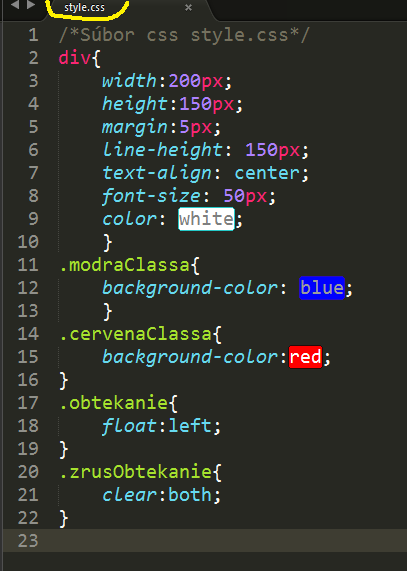 style.css ×
1 /*Súbor css style.css*/
2 div{
3 width:200px;
4 height:150px;
5 margin:5px;
6 line-height: 150px;
7 text-align: center;
8 font-size: 50px;
9 color: white;
10 }
11 .modraClassa{
12 background-color: blue;
13 }
14 .cervenaClassa{
15 background-color:red;
16 }
17 .obtekanie{
18 float:left;
19 }
20 .zrusObtekanie{
21 clear:both;
22 }
23